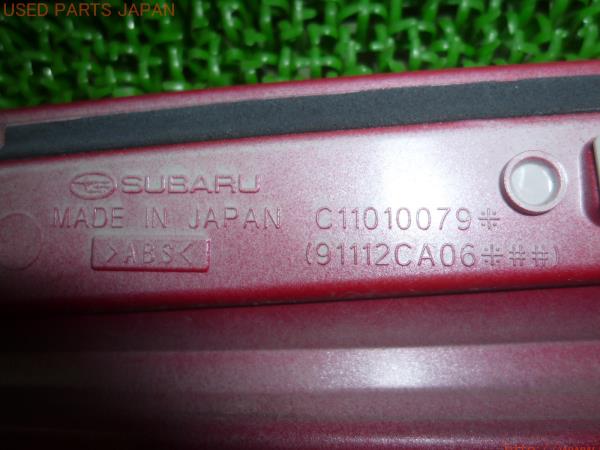 USED PARTS JAPAN
SUBARU
MADE IN JAPAN C11010079*
>ABS< (91112CA06*##)